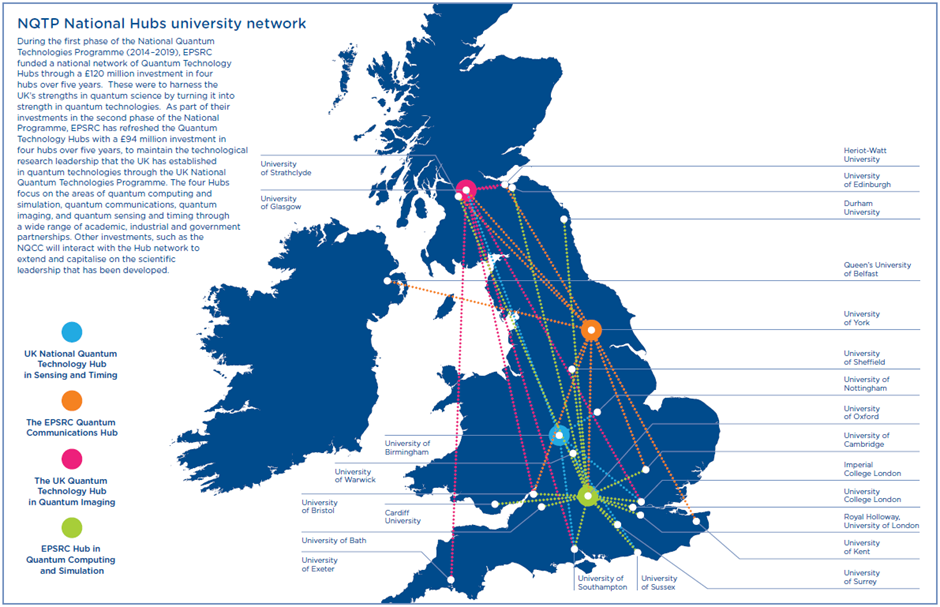 NQTP National Hubs university network
During the first phase of the National Quantum
Technologies Programme (2014–2019), EPSRC
funded a national network of Quantum Technology
Hubs through a £120 million investment in four
hubs over five years. These were to harness the
UK's strengths in quantum science by turning it into
strength in quantum technologies. As part of their
investments in the second phase of the National
Programme, EPSRC has refreshed the Quantum
Technology Hubs with a £94 million investment in
four hubs over five years, to maintain the technological
research leadership that the UK has established
in quantum technologies through the UK National
Quantum Technologies Programme. The four Hubs
focus on the areas of quantum computing and
simulation, quantum communications, quantum
imaging, and quantum sensing and timing through
a wide range of academic, industrial and government
partnerships. Other investments, such as the
NQCC will interact with the Hub network to
extend and capitalise on the scientific
leadership that has been developed.
UK National Quantum
Technology Hub
in Sensing and Timing
The EPSRC Quantum
Communications Hub
The UK Quantum
Technology Hub
in Quantum Imaging
EPSRC Hub in
Quantum Computing
and Simulation
University
of Strathclyde
University
of Glasgow
University of
Birmingham
University
of Warwick
University
of Bristol
Cardiff
University
University of Bath
University
of Exeter
University of
Southampton
University
of Sussex
Heriot-Watt
University
University
of Edinburgh
Durham
University
Queen's University
of Belfast
University
of York
University
of Sheffield
University of
Nottingham
University
of Oxford
University of
Cambridge
Imperial
College London
University
College London
Royal Holloway,
University of London
University
of Kent
University
of Surrey